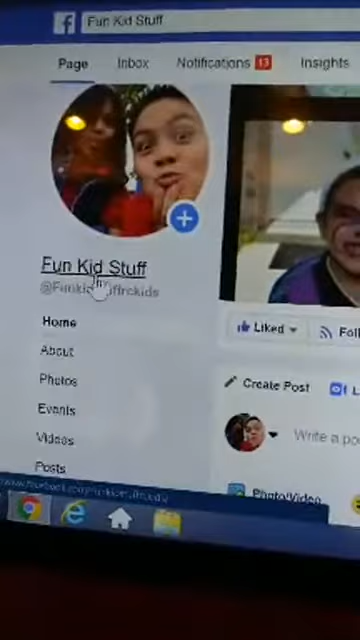 f Fun Kid Stuff
Page Inbox Notifications 13 Insights
Fun Kid Stuff
Home
About
Photos
Events
Videos
Posts
Liked
Create Post
Write a
Photo/Video